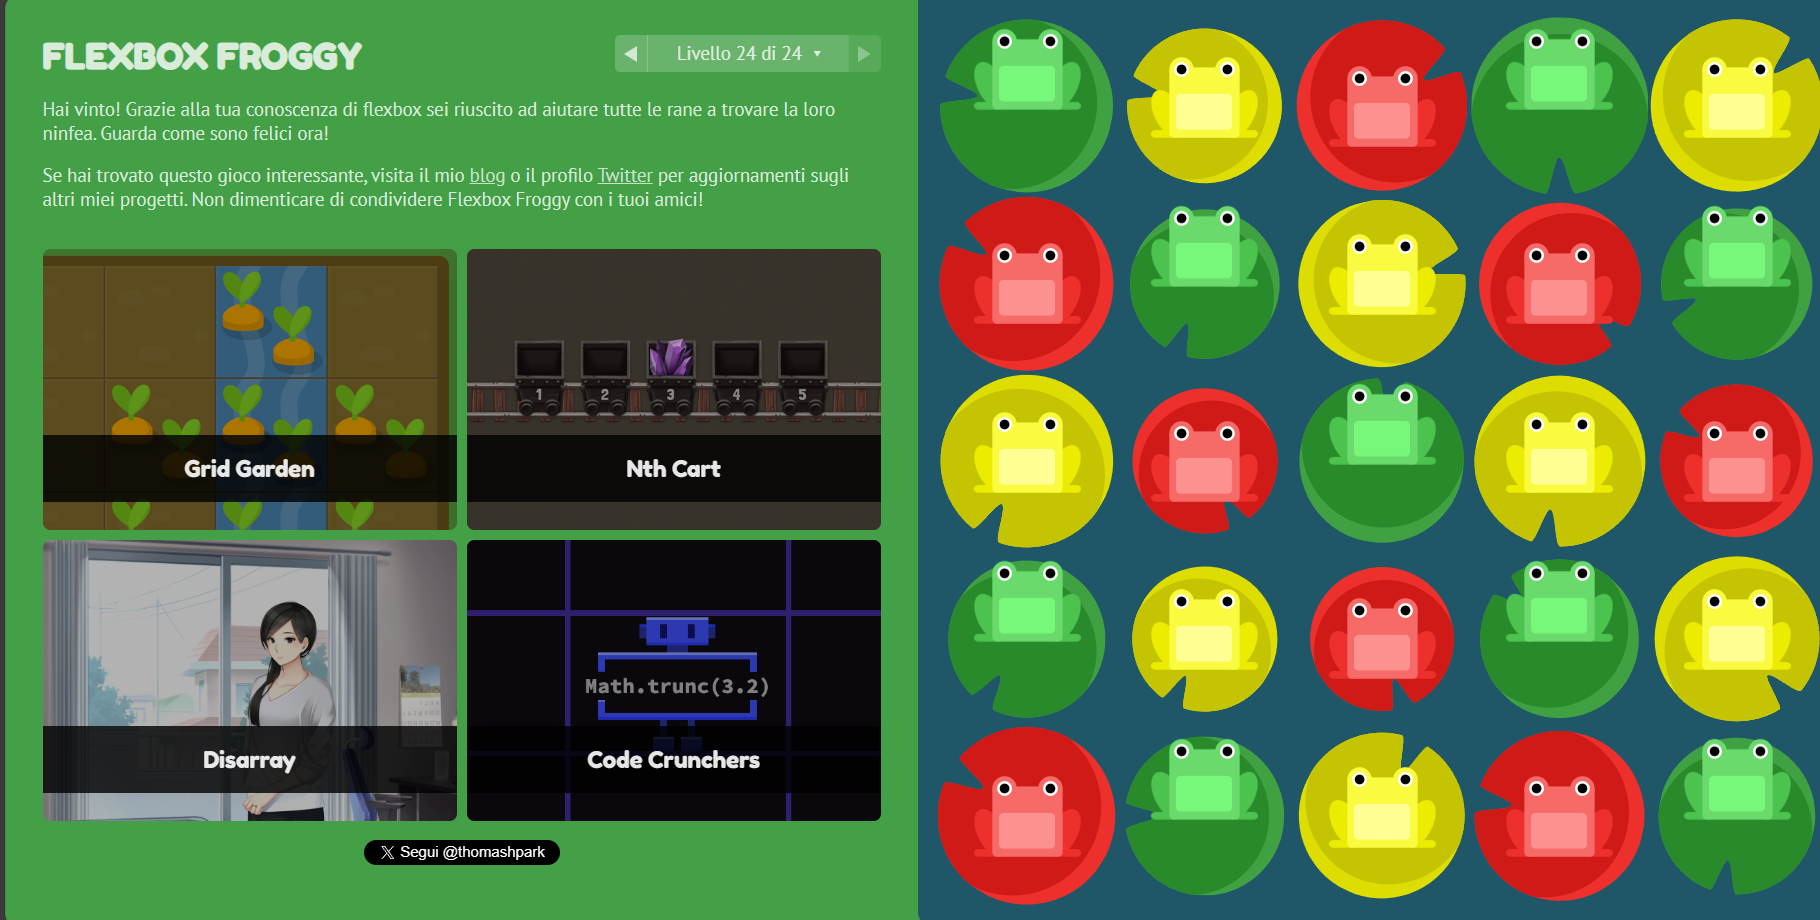 FLEXBOX FROGGY
◀ Livello 24 di 24 ▾ ▶
Hai vinto! Grazie alla tua conoscenza di flexbox sei riuscito ad aiutare tutte le rane a trovare la loro
ninfea. Guarda come sono felici ora!
Se hai trovato questo gioco interessante, visita il mio blog o il profilo Twitter per aggiornamenti sugli
altri miei progetti. Non dimenticare di condividere Flexbox Froggy con i tuoi amici!
Grid Garden
1 2 3 4 5
Nth Cart
Disarray
Math.trunc(3.2)
Code Crunchers
X Segui @thomashpark